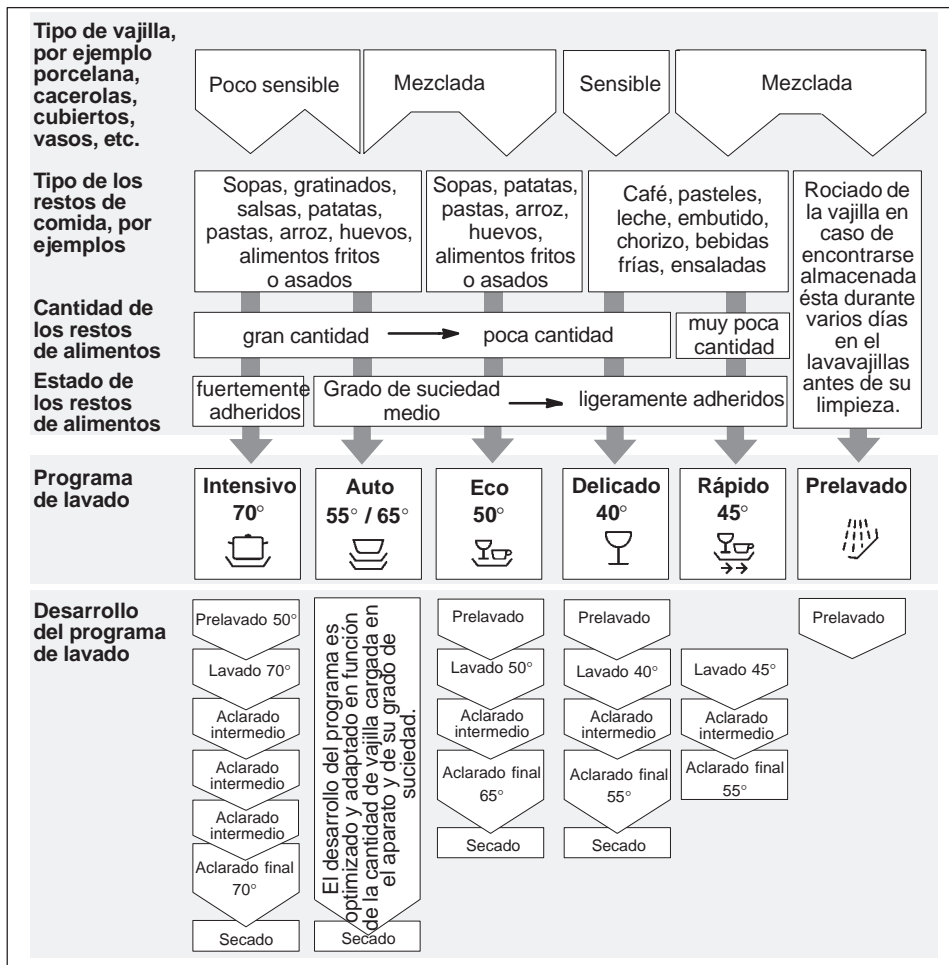 Tipo de vajilla,
por ejemplo
porcelana,
cacerolas,
cubiertos,
vasos, etc.
Poco sensible
Mezclada
Sensible
Mezclada
Tipo de los
restos de
comida, por
ejemplos
Sopas, gratinados,
salsas, patatas,
pastas, arroz, huevos,
alimentos fritos
o asados
Sopas, patatas,
pastas, arroz,
huevos,
alimentos fritos
o asados
Café, pasteles,
leche, embutido,
chorizo, bebidas
frías, ensaladas
Rociado de
la vajilla en
caso de
encontrarse
almacenada
ésta durante
varios días
en el
lavavajillas
antes de su
limpieza.
Cantidad de
los restos
de alimentos
gran cantidad
poca cantidad
muy poca
cantidad
Estado de
los restos
de alimentos
fuertemente
adheridos
Grado de suciedad
medio
ligeramente adheridos
Programa
de lavado
Intensivo
70°
Auto
55° / 65°
Eco
50°
Delicado
40°
Rápido
45°
Prelavado
Desarrollo
del programa
de lavado
Prelavado 50°
Lavado 70°
Aclarado
intermedio
Aclarado
intermedio
Aclarado
intermedio
Aclarado final
70°
Secado
El desarrollo del programa es
optimizado y adaptado en función
de la cantidad de vajilla cargada en
el aparato y de su grado de
suciedad.
Secado
Prelavado
Lavado 50°
Aclarado
intermedio
Aclarado final
65°
Secado
Prelavado
Lavado 40°
Aclarado
intermedio
Aclarado final
55°
Secado
Lavado 45°
Aclarado
intermedio
Aclarado final
55°
Prelavado